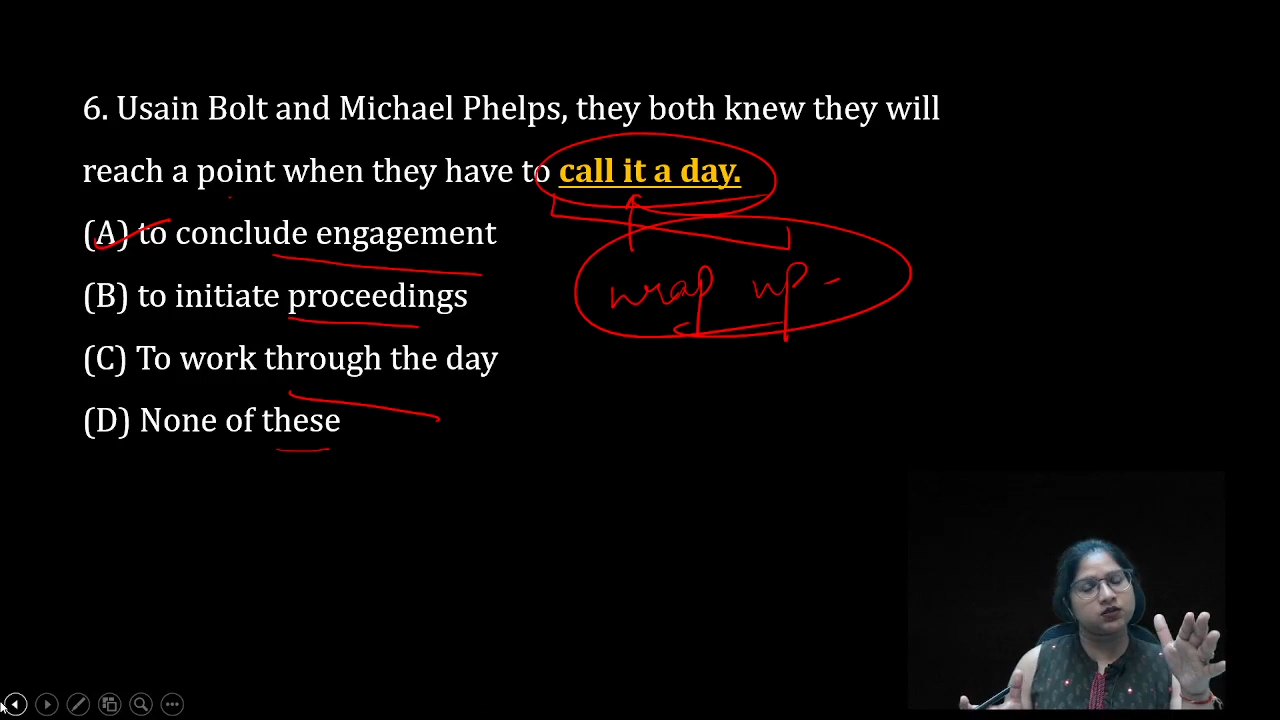 6. Usain Bolt and Michael Phelps, they both knew they will
reach a point when they have to call it a day.
(A) to conclude engagement
(B) to initiate proceedings
(C) To work through the day
(D) None of these
wrap up -